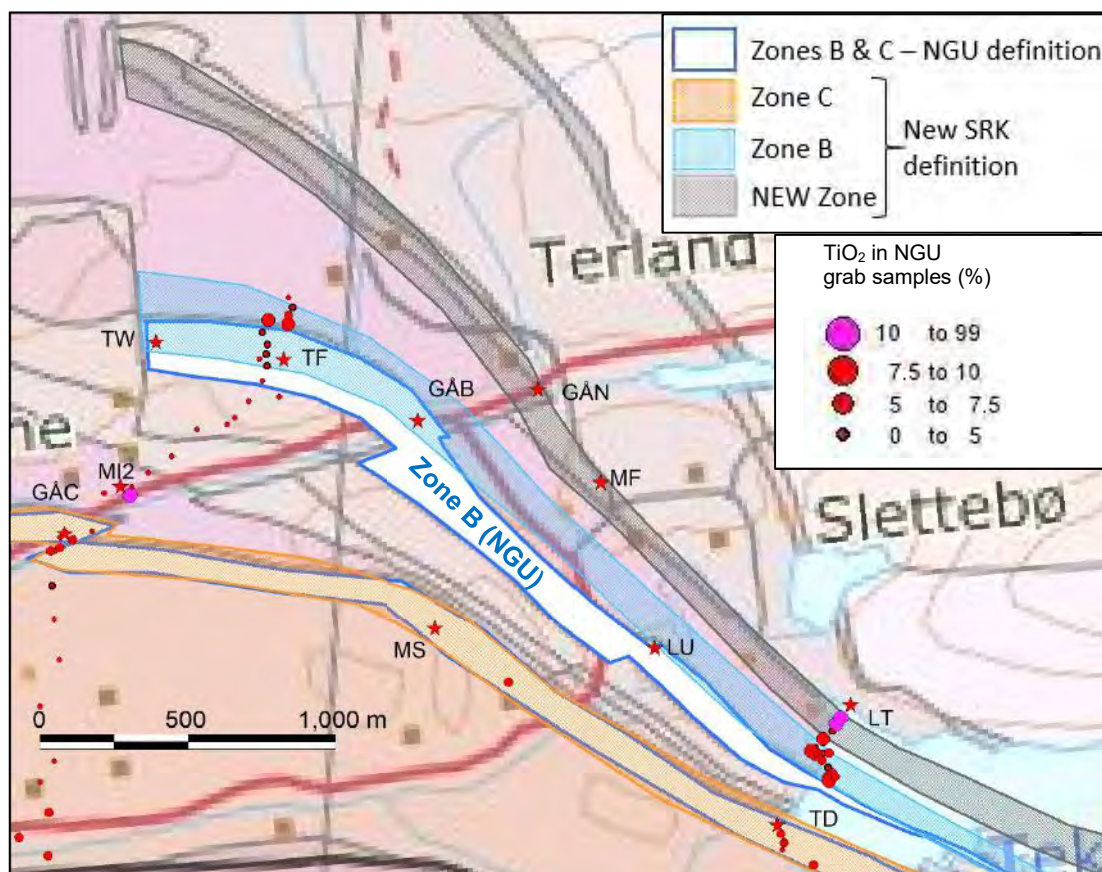 Zones B & C – NGU definition
Zone C
Zone B
NEW Zone
New SRK
definition
TiO₂ in NGU
grab samples (%)
10 to 99
7.5 to 10
5 to 7.5
0 to 5
Terland
TW
TF
GÅB
GÅN
ne
MI2
GÅC
MF
Zone B (NGU)
Slettebø
MS
LU
LT
0 500 1,000 m
TD